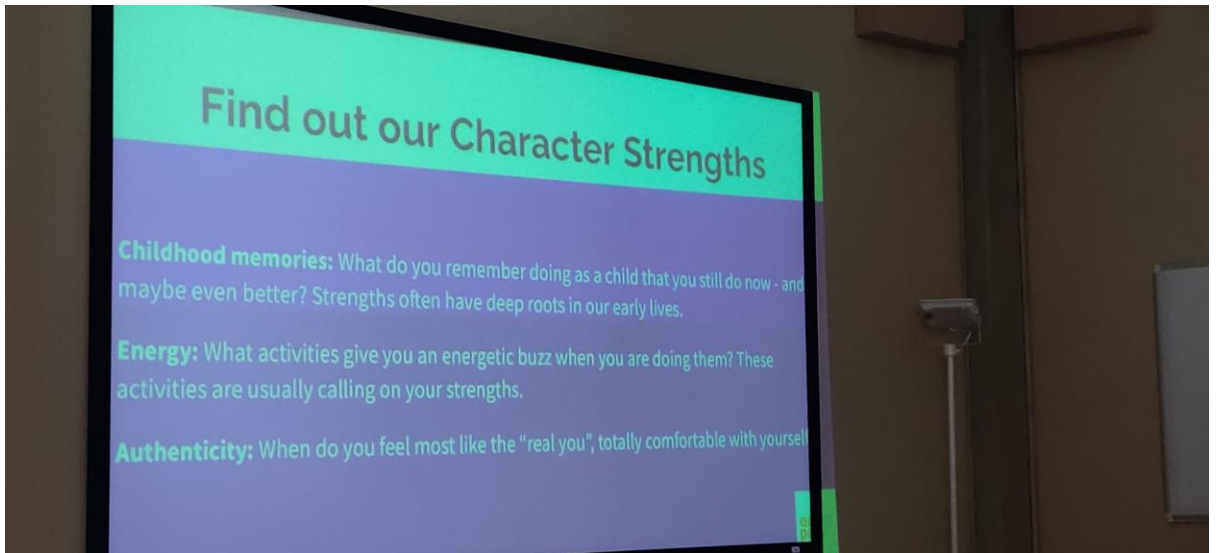 Find out our Character Strengths
Childhood memories: What do you remember doing as a child that you still do now - and
maybe even better? Strengths often have deep roots in our early lives.
Energy: What activities give you an energetic buzz when you are doing them? These
activities are usually calling on your strengths.
Authenticity: When do you feel most like the “real you”, totally comfortable with yourself